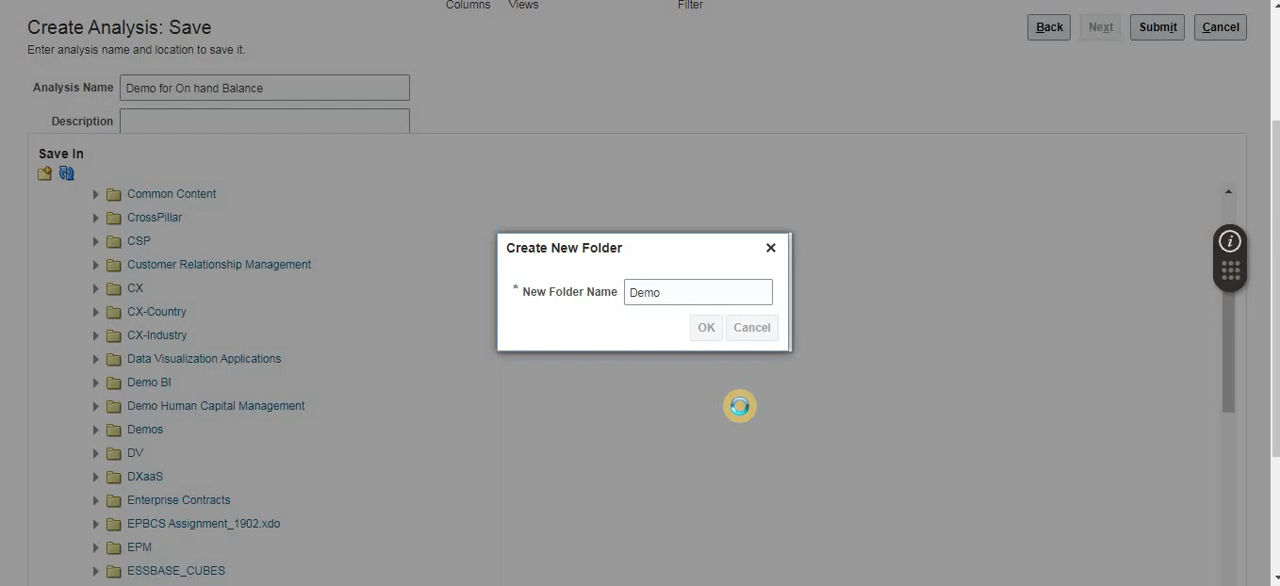 Columns Views Filter
Create Analysis: Save
Back Next Submit Cancel
Enter analysis name and location to save it.
Analysis Name Demo for On hand Balance
Description
Save In
Common Content
CrossPillar
CSP
Customer Relationship Management
CX
CX-Country
CX-Industry
Data Visualization Applications
Demo BI
Demo Human Capital Management
Demos
DV
DXaaS
Enterprise Contracts
EPBCS Assignment_1902.xdo
EPM
ESSBASE_CUBES
Create New Folder
* New Folder Name Demo
OK Cancel